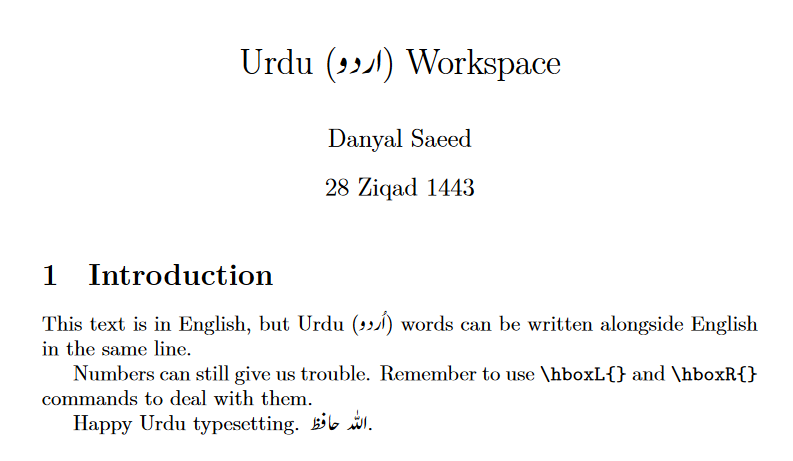 Urdu (اردو) Workspace
Danyal Saeed
28 Ziqad 1443
1 Introduction
This text is in English, but Urdu (اُردو) words can be written alongside English
in the same line.
Numbers can still give us trouble. Remember to use \hboxL{} and \hboxR{}
commands to deal with them.
Happy Urdu typesetting. اللہ حافظ.